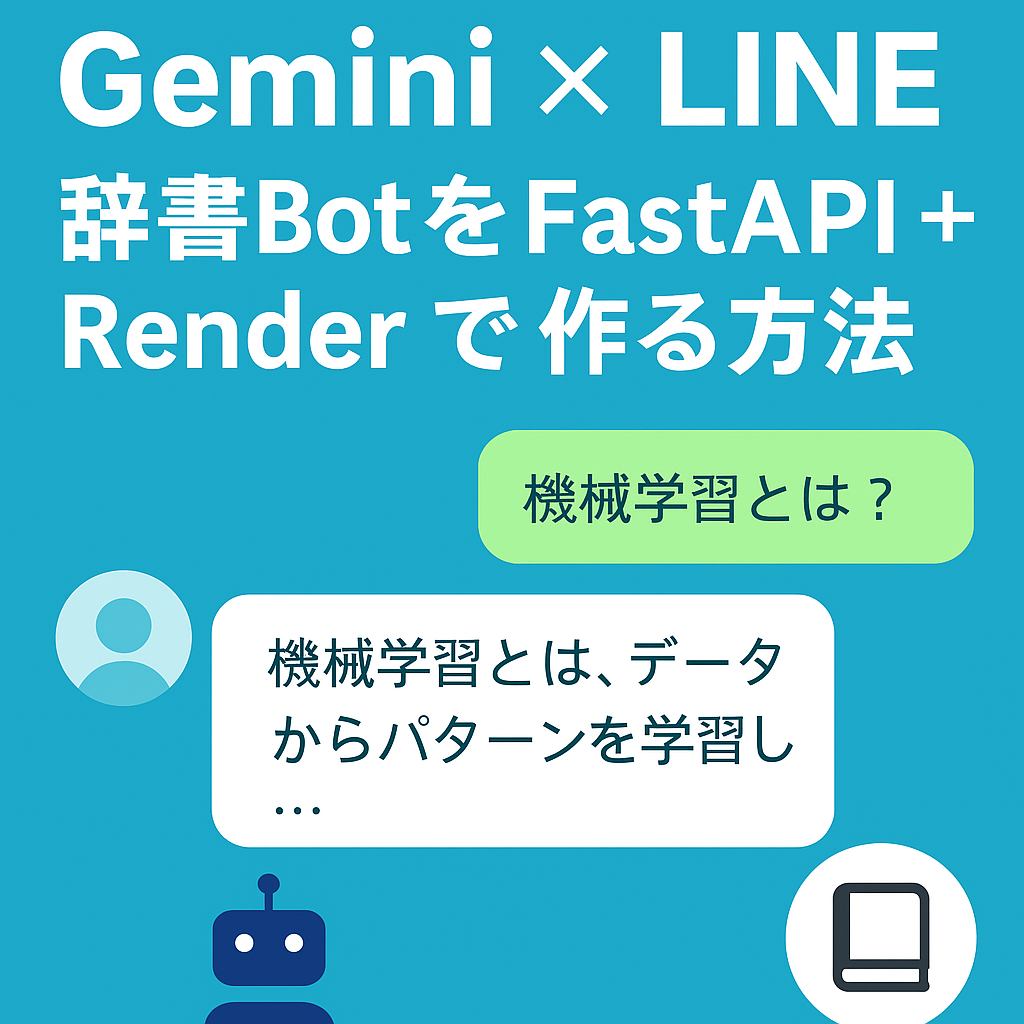 Gemini × LINE
辞書BotをFastAPI +
Render で作る方法
機械学習とは？
機械学習とは、データ
からパターンを学習し
…